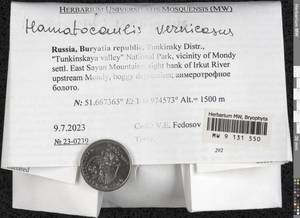 HERBARIUM UNIVERSITATIS MOSQUENSIS (MW)
Hamatocaulis vernicosus
Russia, Buryatia republic, Tunkinsky Distr.,
"Tunkinskaya valley" National Park, vicinity of Mondy
settl. East Sayan Mountains, right bank of Irkut River
upstream Mondy, boggy depression; анмеротрофное
болото.
N: 51.667365° E: 100.974573° Alt.= 1500 m
9.7.2023
V.E. Fedosov
№ 23-0239
Herbarium MW, Bryophyta
MW 9 131 550
292